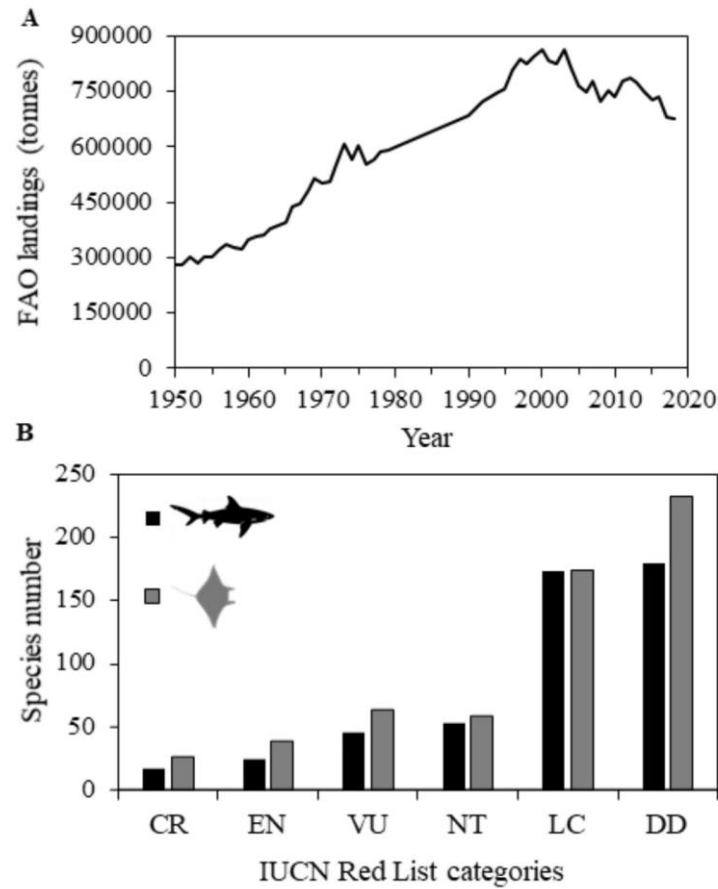 A
900000
750000
600000
450000
300000
150000
0
FAO landings (tonnes)
1950 1960 1970 1980 1990 2000 2010 2020
Year
B
250
200
150
100
50
0
Species number
CR EN VU NT LC DD
IUCN Red List categories